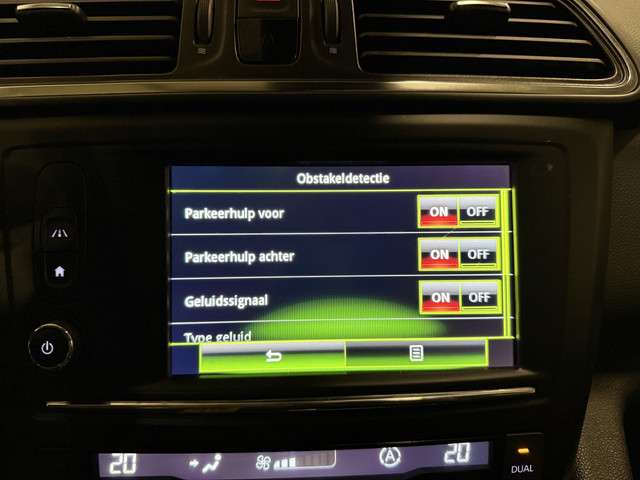 Obstakeldetectie
Parkeerhulp voor ON OFF
Parkeerhulp achter ON OFF
Geluidssignaal ON OFF
Type geluid
20 A 20
DUAL